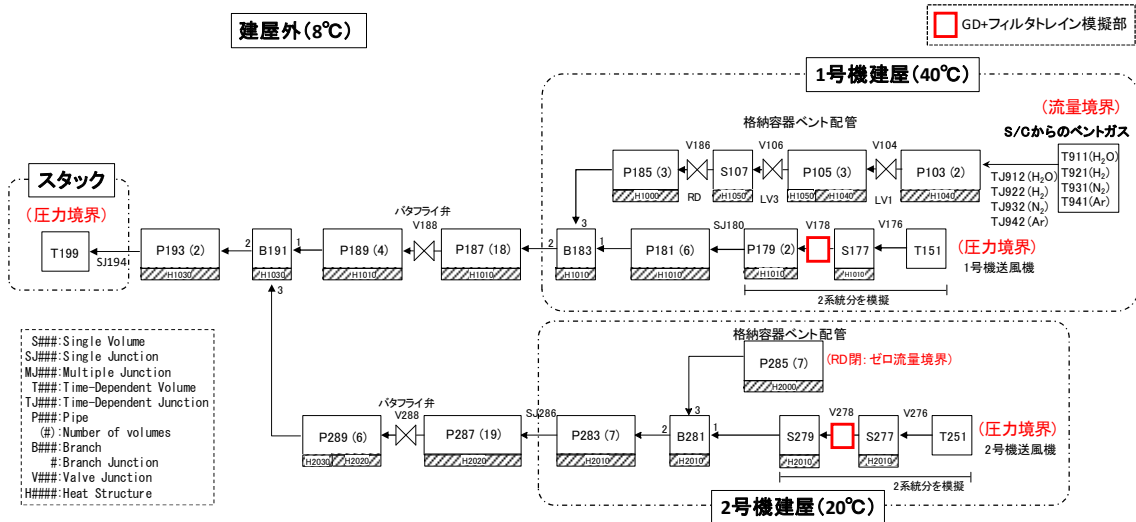 建屋外(8℃)
GD+フィルタトレイン模擬部
1号機建屋(40℃)
(流量境界)
S/Cからのベントガス
格納容器ベント配管
T911(H₂O)
T921(H₂)
T931(N₂)
T941(Ar)
TJ912(H₂O)
TJ922(H₂)
TJ932(N₂)
TJ942(Ar)
V186
V106
V104
P185 (3)
S107
P105 (3)
P103 (2)
H1000
H1050
H1050
H1040
H1040
RD
LV3
LV1
3
スタック
(圧力境界)
T199
SJ194
P193 (2)
H1030
2
B191
H1030
1
3
P189 (4)
H1010
バタフライ弁
V188
P187 (18)
H1010
2
B183
H1010
1
P181 (6)
H1010
SJ180
P179 (2)
H1010
V178
S177
H1010
V176
T151
(圧力境界)
1号機送風機
2系統分を模擬
格納容器ベント配管
P285 (7)
H2000
(RD閉:ゼロ流量境界)
3
P289 (6)
H2030
H2020
バタフライ弁
V288
P287 (19)
H2020
SJ286
P283 (7)
H2010
2
B281
H2010
1
S279
H2010
V278
S277
H2010
V276
T251
(圧力境界)
2号機送風機
2系統分を模擬
2号機建屋(20℃)
S###:Single Volume
SJ###:Single Junction
MJ###:Multiple Junction
T###:Time-Dependent Volume
TJ###:Time-Dependent Junction
P###:Pipe
(#):Number of volumes
B###:Branch
#:Branch Junction
V###:Valve Junction
H####:Heat Structure